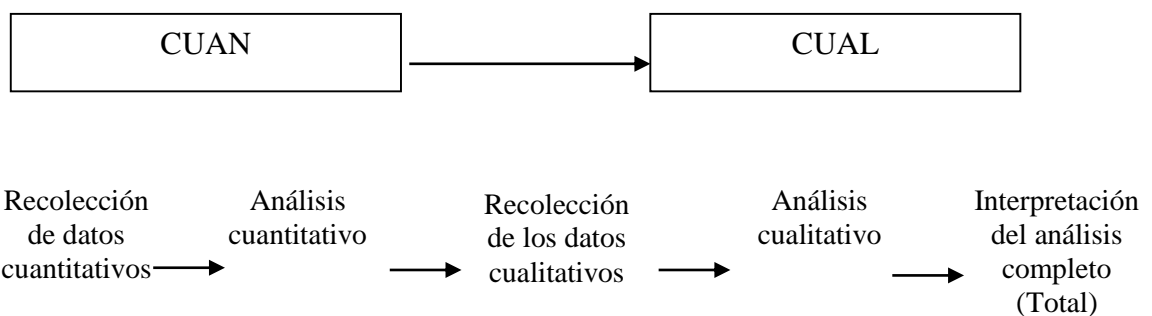 CUAN
CUAL
Recolección
de datos
cuantitativos
Análisis
cuantitativo
Recolección
de los datos
cualitativos
Análisis
cualitativo
Interpretación
del análisis
completo
(Total)